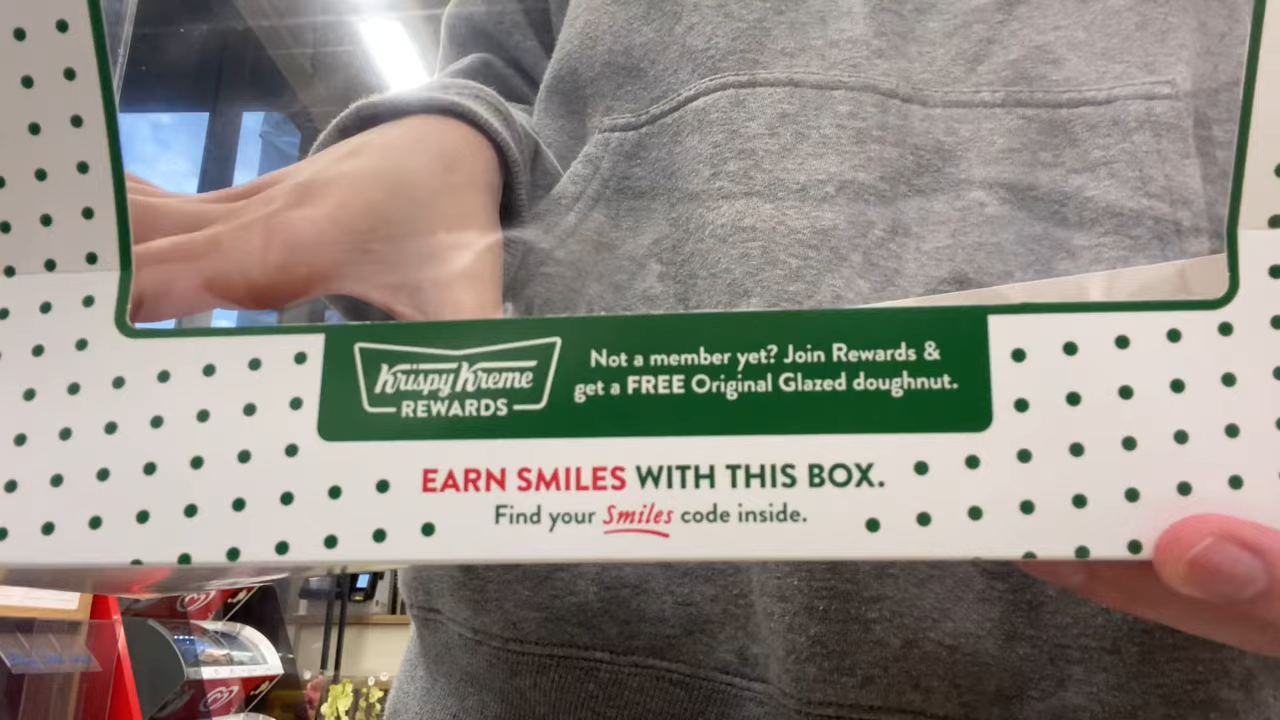 Krispy Kreme
REWARDS
Not a member yet? Join Rewards &
get a FREE Original Glazed doughnut.
EARN SMILES WITH THIS BOX.
Find your Smiles code inside.